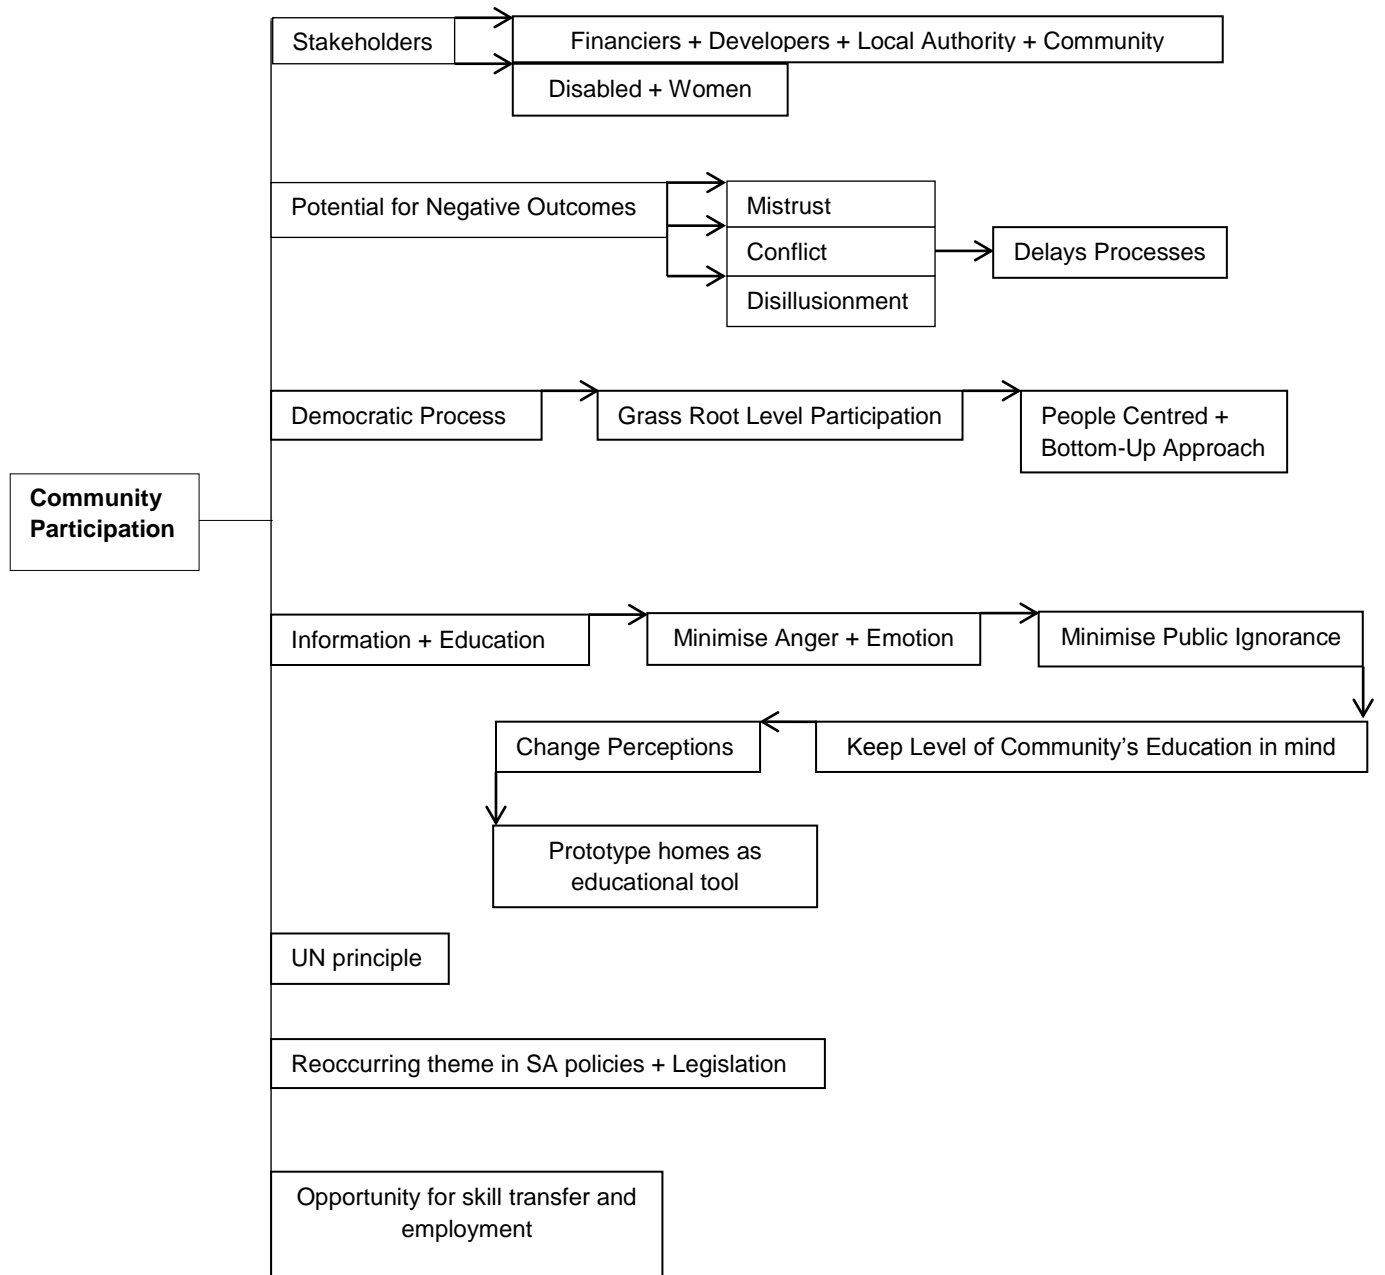 Stakeholders
Financiers + Developers + Local Authority + Community
Disabled + Women
Potential for Negative Outcomes
Mistrust
Conflict
Disillusionment
Delays Processes
Democratic Process
Grass Root Level Participation
People Centred +
Bottom-Up Approach
Community
Participation
Information + Education
Minimise Anger + Emotion
Minimise Public Ignorance
Keep Level of Community’s Education in mind
Change Perceptions
Prototype homes as
educational tool
UN principle
Reoccurring theme in SA policies + Legislation
Opportunity for skill transfer and
employment